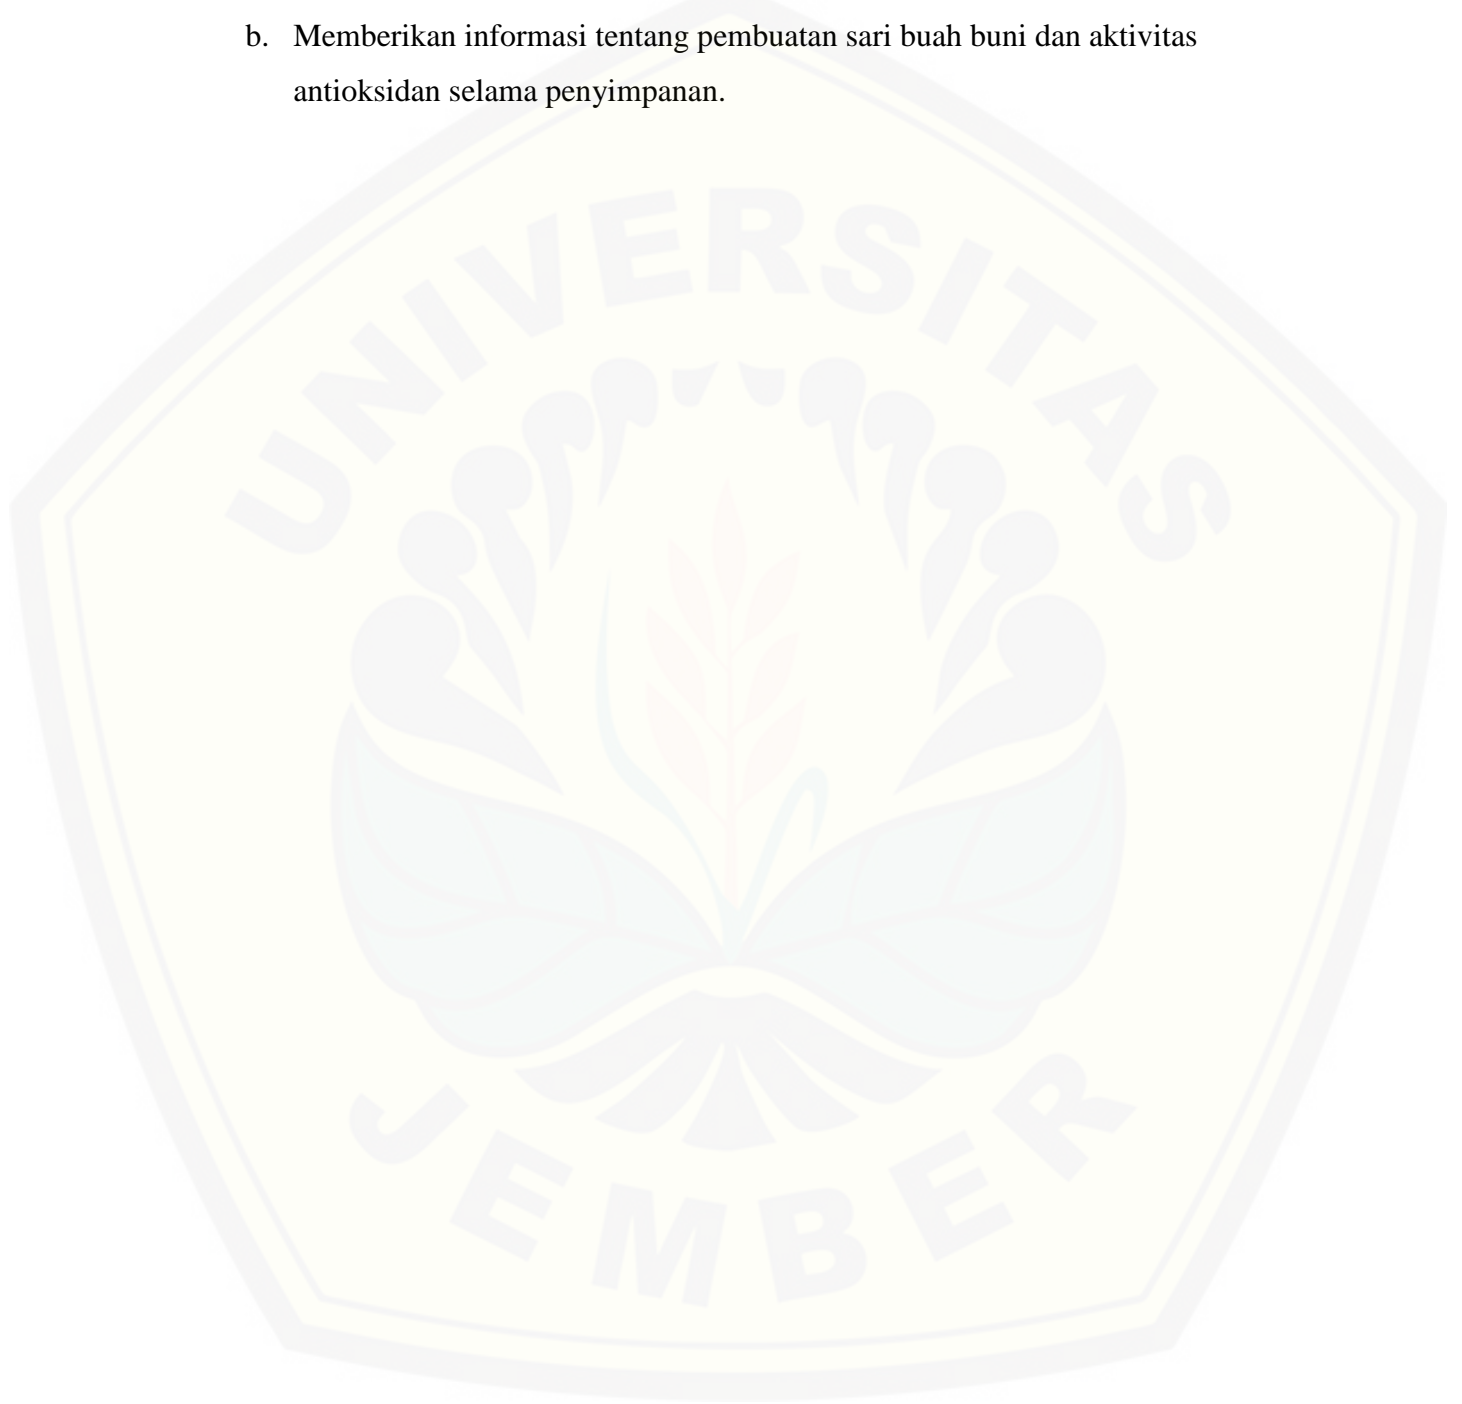 b. Memberikan informasi tentang pembuatan sari buah buni dan aktivitas
antioksidan selama penyimpanan.
UNIVERSITAS
JEMBER